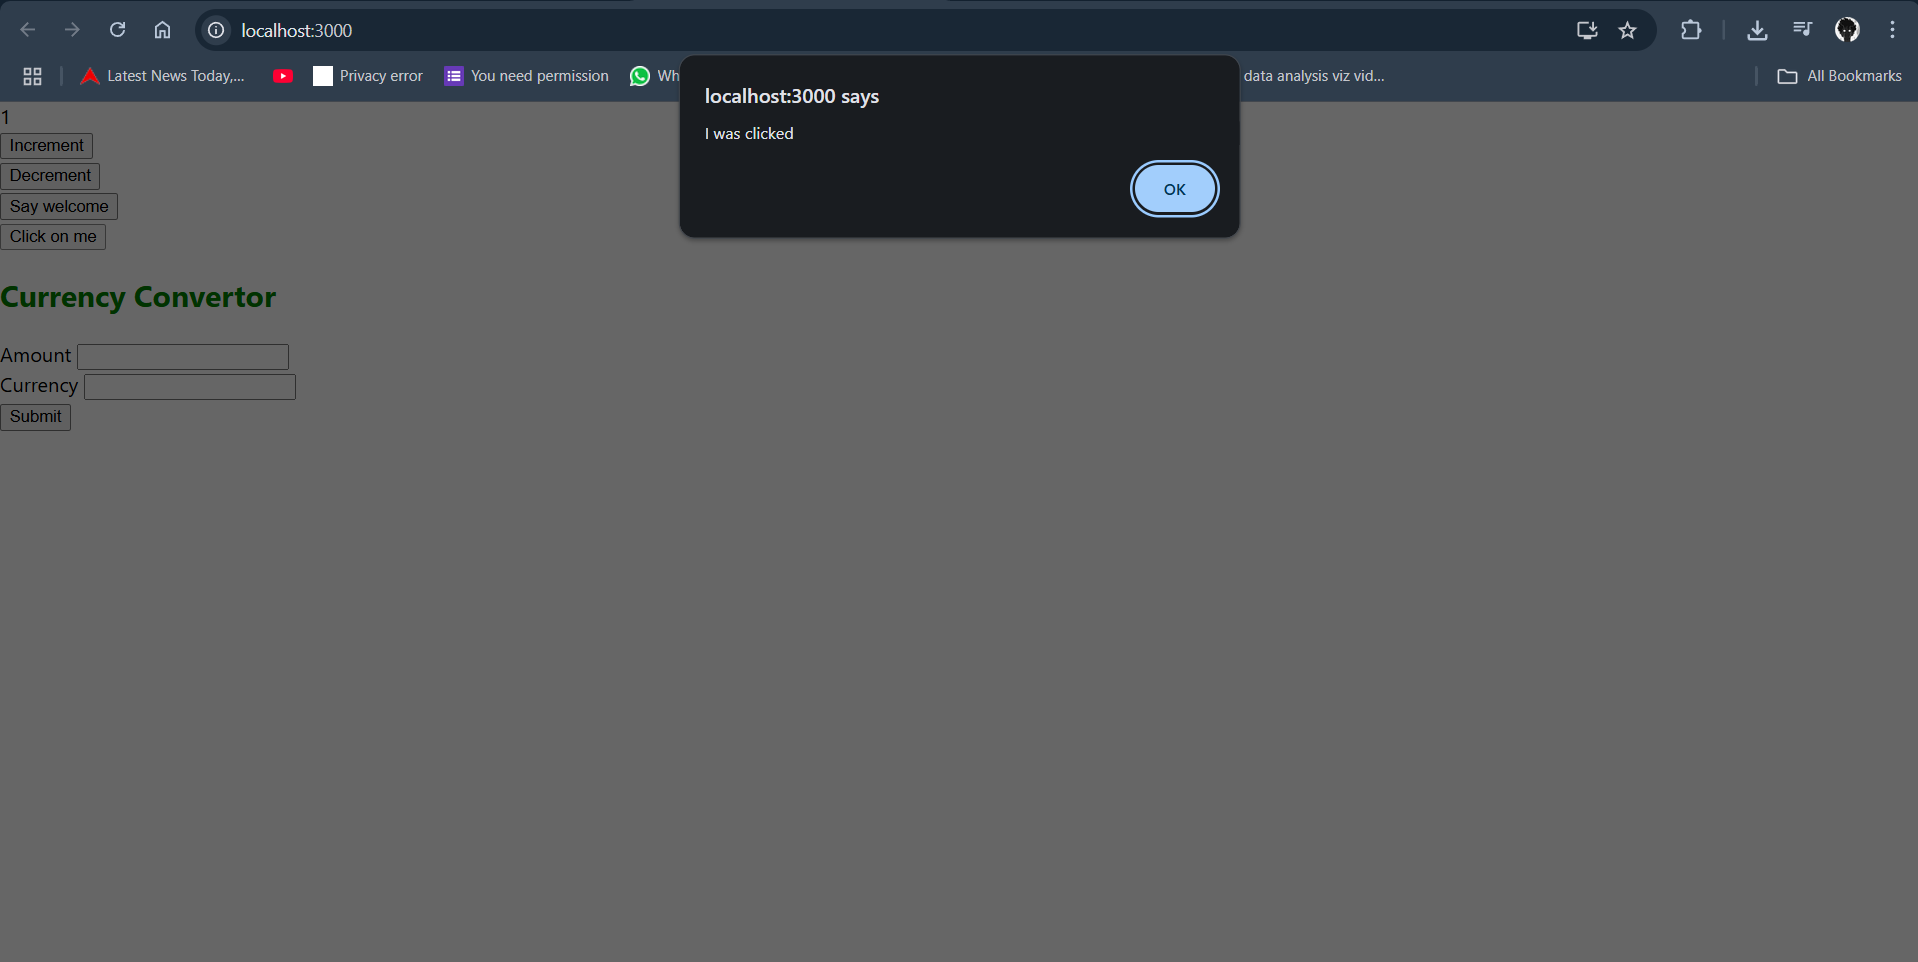 localhost:3000
Latest News Today,...
Privacy error
You need permission
Wh
data analysis viz vid...
All Bookmarks
localhost:3000 says
I was clicked
OK
1
Increment
Decrement
Say welcome
Click on me
Currency Convertor
Amount
Currency
Submit